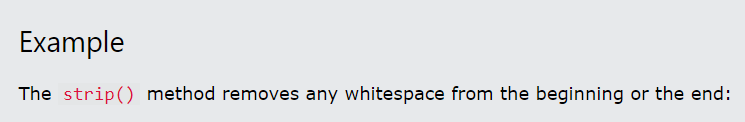 Example
The strip() method removes any whitespace from the beginning or the end: